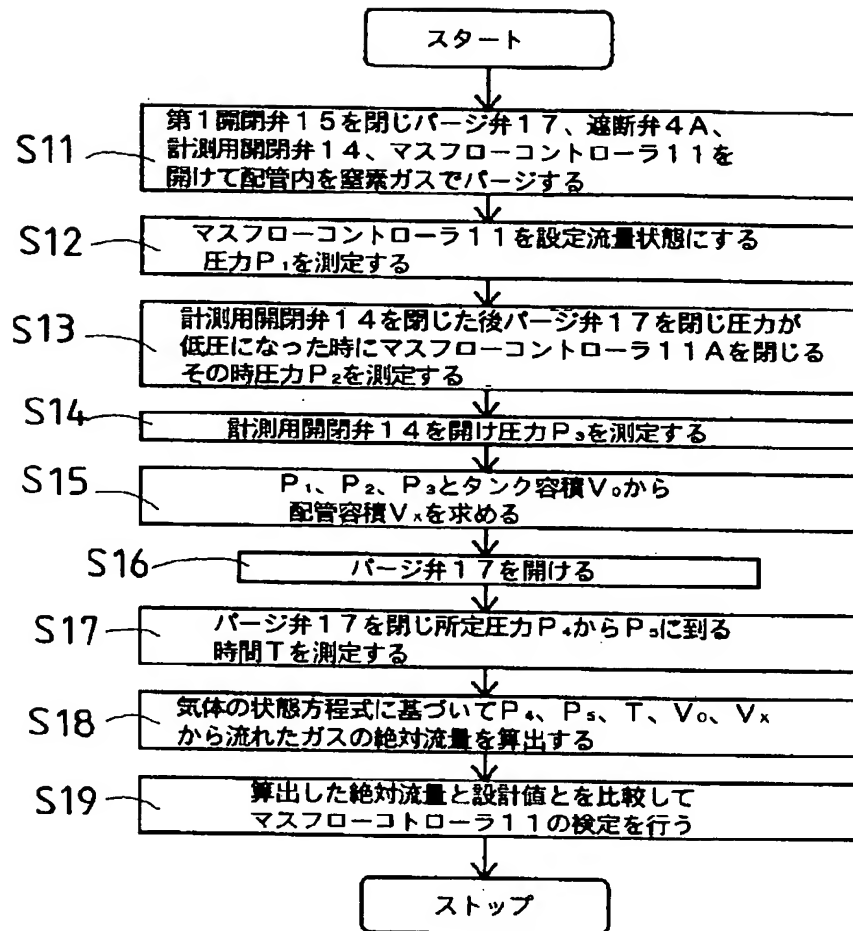 スタート
S11
第1開閉弁15を閉じパージ弁17、遮断弁4A、
計測用開閉弁14、マスフローコントローラ11を
開けて配管内を窒素ガスでパージする
S12
マスフローコントローラ11を設定流量状態にする
圧力P₁を測定する
S13
計測用開閉弁14を閉じた後パージ弁17を閉じ圧力が
低圧になった時にマスフローコントローラ11Aを閉じる
その時圧力P₂を測定する
S14
計測用開閉弁14を開け圧力P₃を測定する
S15
P₁、P₂、P₃とタンク容積V₀から
配管容積Vₓを求める
S16
パージ弁17を開ける
S17
パージ弁17を閉じ所定圧力P₄からP₅に到る
時間Tを測定する
S18
気体の状態方程式に基づいてP₄、P₅、T、V₀、Vₓ
から流れたガスの絶対流量を算出する
S19
算出した絶対流量と設計値とを比較して
マスフローコトローラ11の検定を行う
ストップ